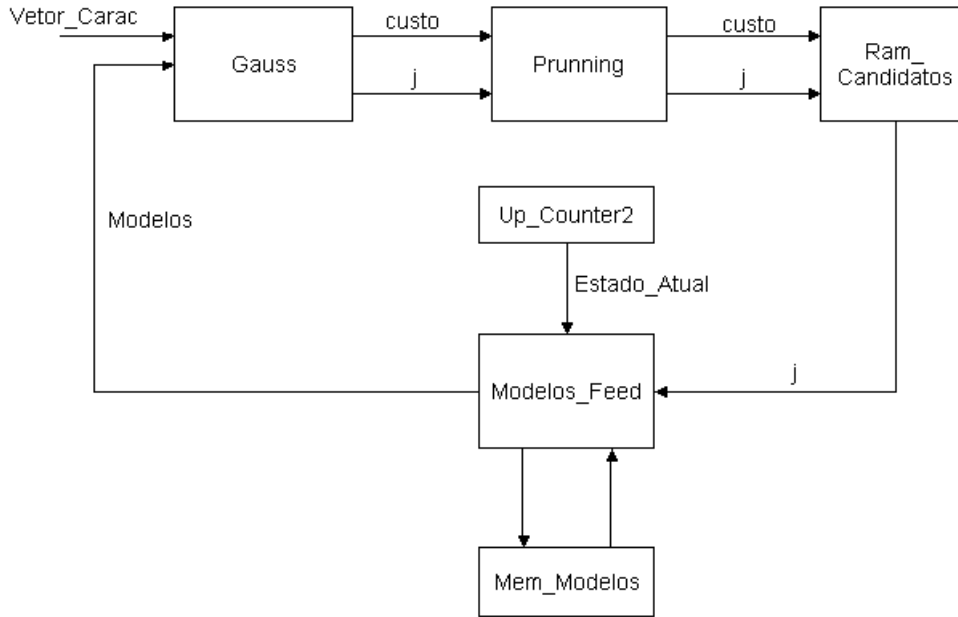 Vetor_Carac
custo
custo
Gauss
Prunning
Ram_
Candidatos
j
j
Modelos
Up_Counter2
Estado_Atual
Modelos_Feed
j
Mem_Modelos